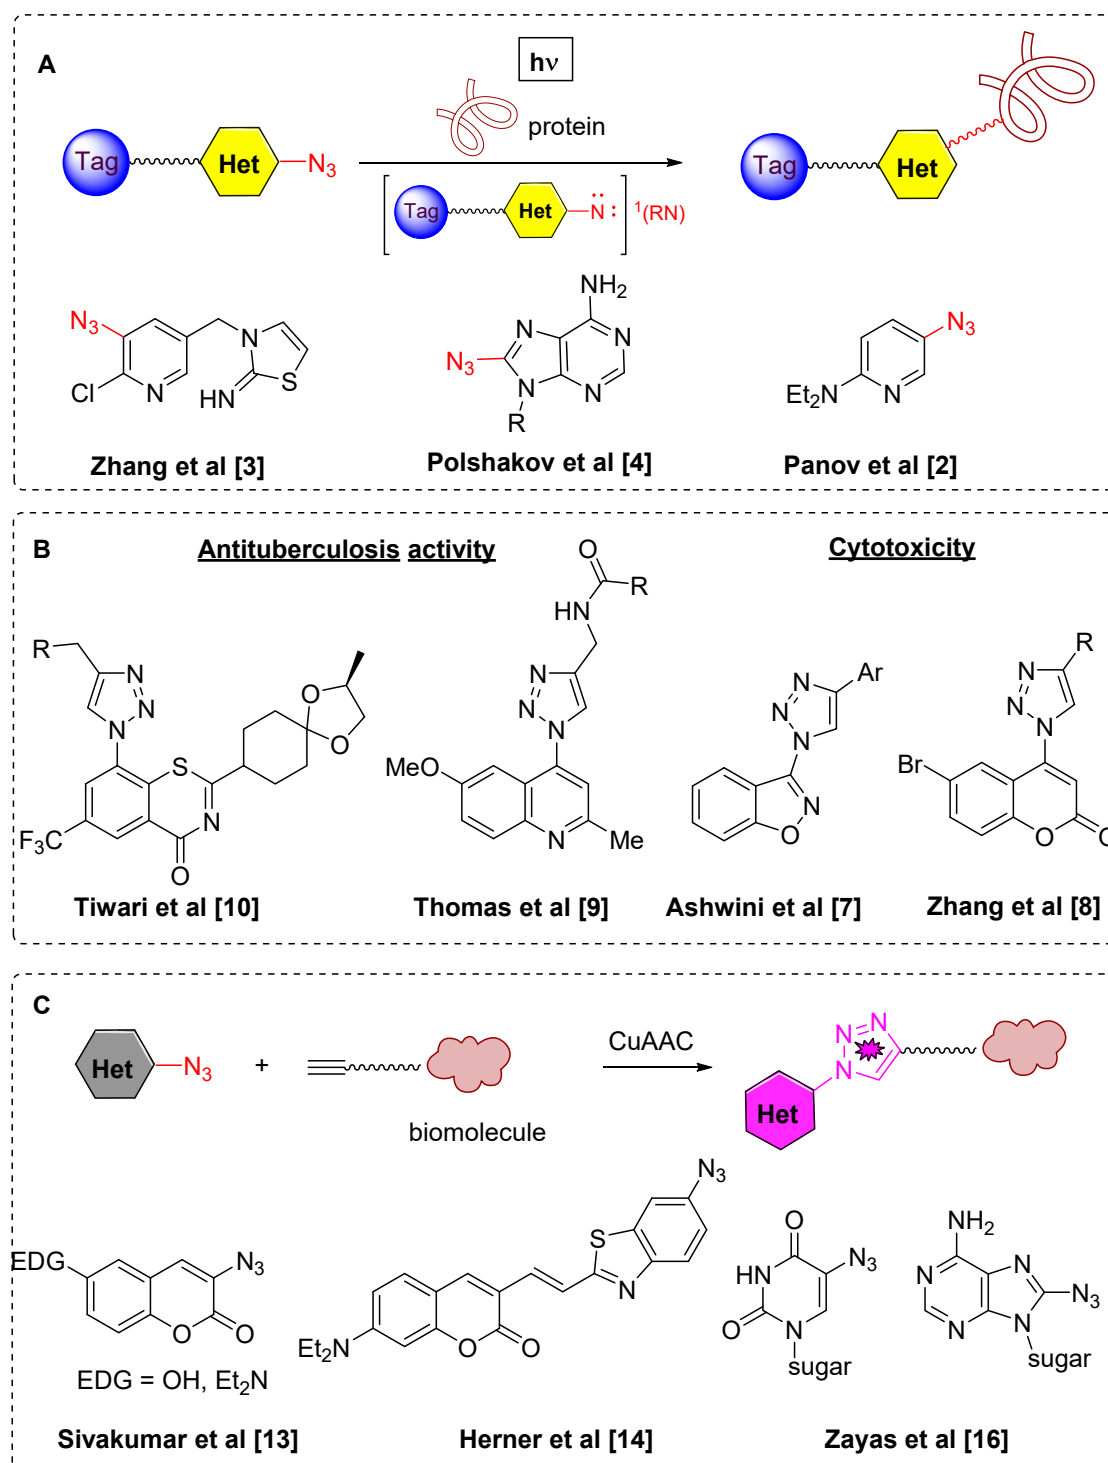 A
hν
protein
Tag
Het
N₃
Tag
Het
N
¹(RN)
Tag
Het
N₃
Cl
N
N
HN
S
NH₂
N₃
N
N
N
N
R
N₃
Et₂N
N
Zhang et al [3]
Polshakov et al [4]
Panov et al [2]
B
Antituberculosis activity
Cytotoxicity
R
N
N
N
S
N
O
F₃C
O
O
O
R
HN
N
N
N
MeO
N
Me
Ar
N
N
N
N
O
R
N
N
N
Br
O
O
Tiwari et al [10]
Thomas et al [9]
Ashwini et al [7]
Zhang et al [8]
C
Het
N₃
+
biomolecule
CuAAC
N
N
N
Het
EDG
N₃
O
O
EDG = OH, Et₂N
Et₂N
O
O
S
N
N₃
O
HN
O
N
N₃
sugar
NH₂
N
N
N
N
N₃
sugar
Sivakumar et al [13]
Herner et al [14]
Zayas et al [16]